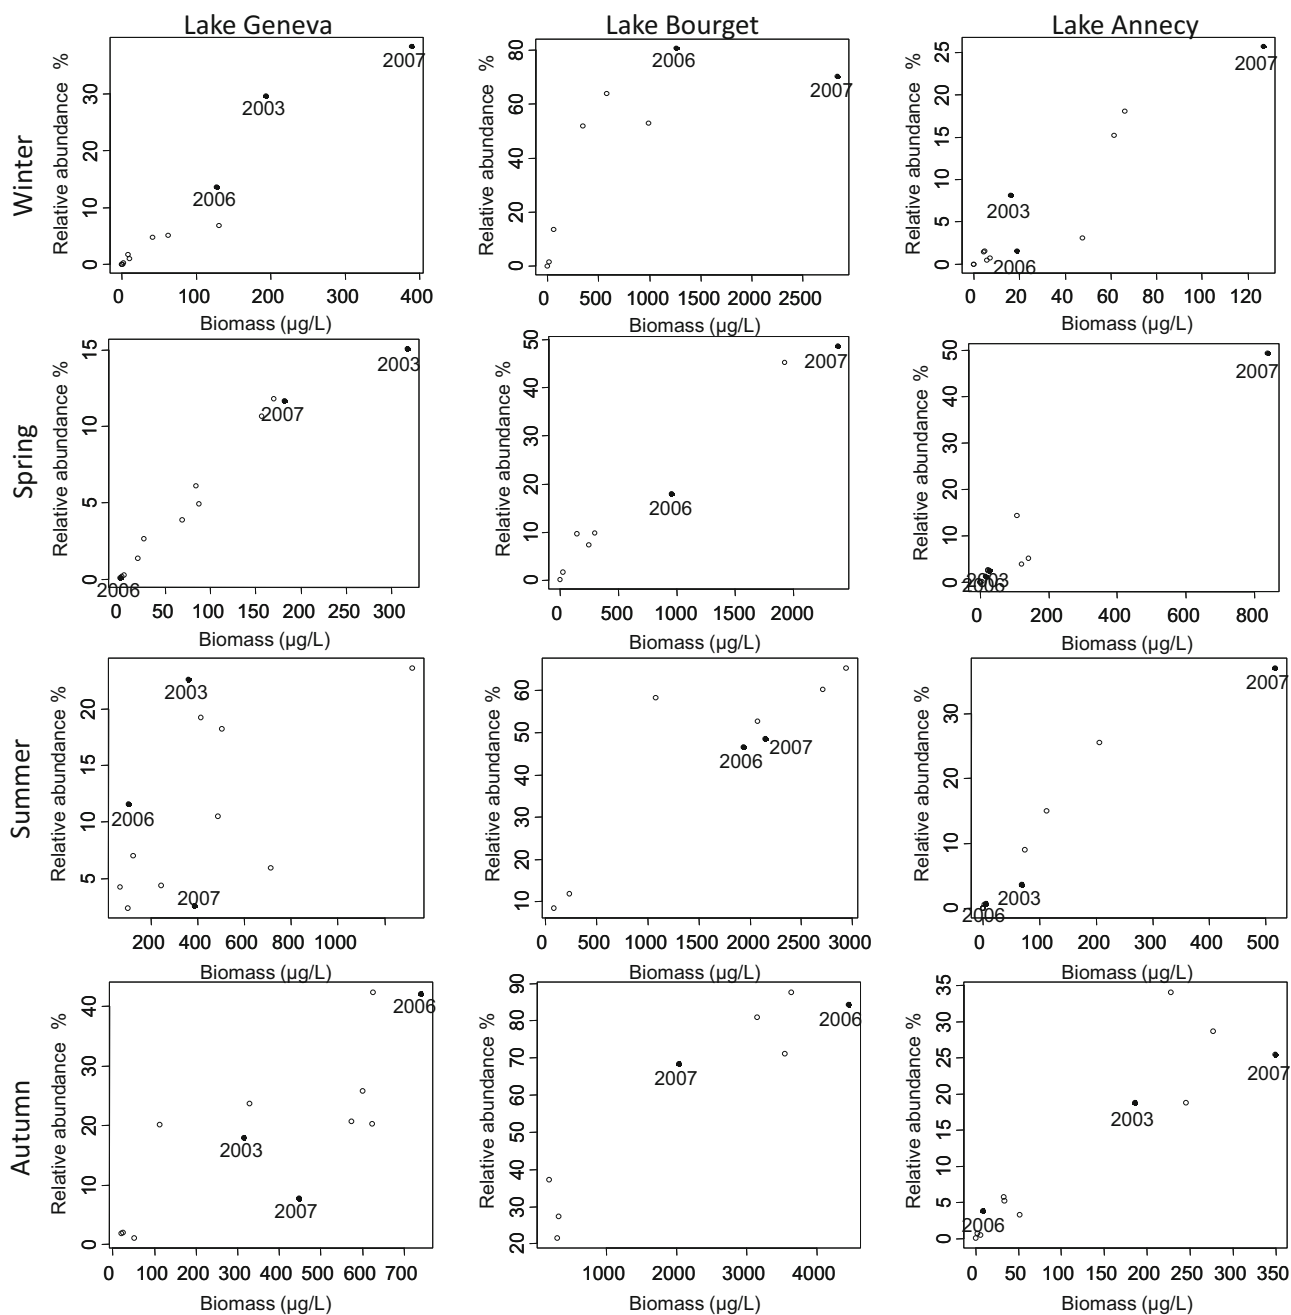 Lake Geneva Lake Bourget Lake Annecy
Winter
Relative abundance %
0 10 20 30
2007
2003
2006
0 100 200 300 400
Biomass (µg/L)
Relative abundance %
0 20 40 60 80
2006
2007
0 500 1000 1500 2000 2500
Biomass (µg/L)
Relative abundance %
0 5 10 15 20 25
2007
2003
2006
0 20 40 60 80 100 120
Biomass (µg/L)
Spring
Relative abundance %
0 5 10 15
2003
2007
2006
0 50 100 150 200 250 300
Biomass (µg/L)
Relative abundance %
0 10 20 30 40 50
2007
2006
0 500 1000 1500 2000
Biomass (µg/L)
Relative abundance %
0 10 20 30 40 50
2007
2003
2006
0 200 400 600 800
Biomass (µg/L)
Summer
Relative abundance %
5 10 15 20
2003
2006
2007
200 400 600 800 1000
Biomass (µg/L)
Relative abundance %
10 20 30 40 50 60
2006 2007
0 500 1000 1500 2000 2500 3000
Biomass (µg/L)
Relative abundance %
0 10 20 30
2007
2003
2006
0 100 200 300 400 500
Biomass (µg/L)
Autumn
Relative abundance %
0 10 20 30 40
2006
2003
2007
0 100 200 300 400 500 600 700
Biomass (µg/L)
Relative abundance %
20 30 40 50 60 70 80 90
2006
2007
1000 2000 3000 4000
Biomass (µg/L)
Relative abundance %
0 5 10 15 20 25 30 35
2007
2003
2006
0 50 100 150 200 250 300 350
Biomass (µg/L)